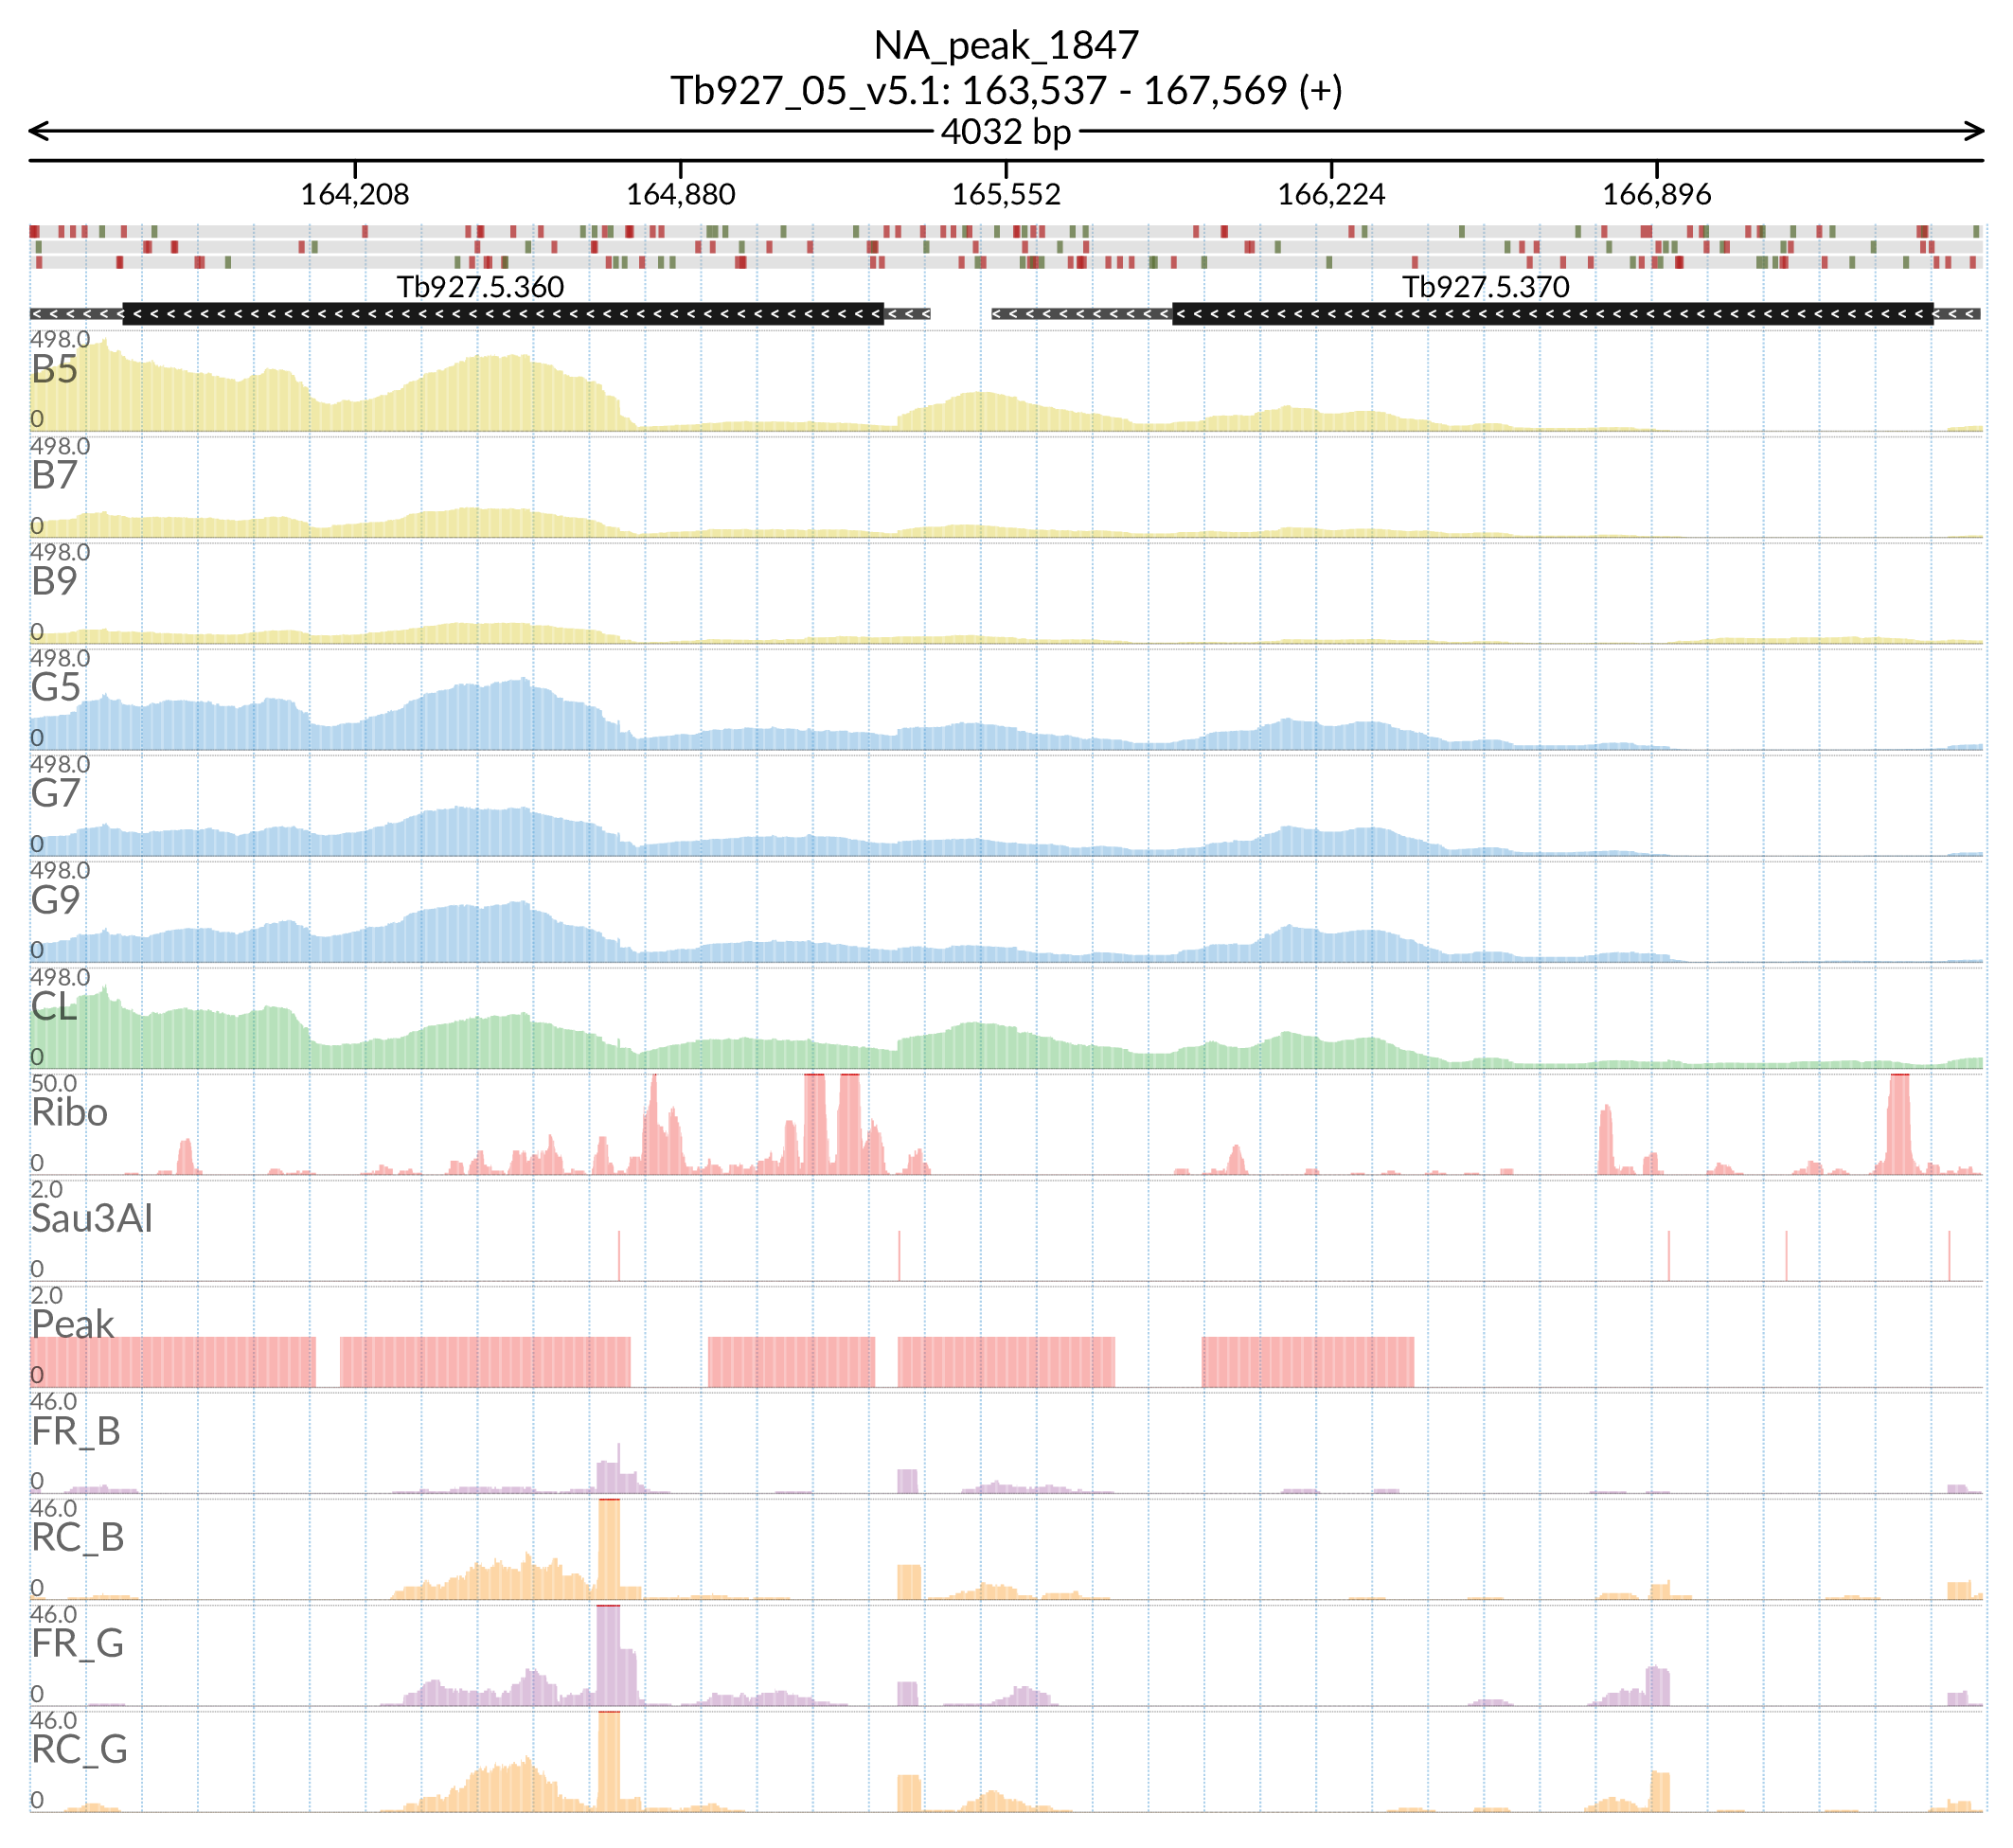 NA_peak_1847
Tb927_05_v5.1: 163,537 - 167,569 (+)
4032 bp
164,208 164,880 165,552 166,224 166,896
Tb927.5.360 Tb927.5.370
498.0
B5
0
498.0
B7
0
498.0
B9
0
498.0
G5
0
498.0
G7
0
498.0
G9
0
498.0
CL
0
50.0
Ribo
0
2.0
Sau3AI
0
2.0
Peak
0
46.0
FR_B
0
46.0
RC_B
0
46.0
FR_G
0
46.0
RC_G
0